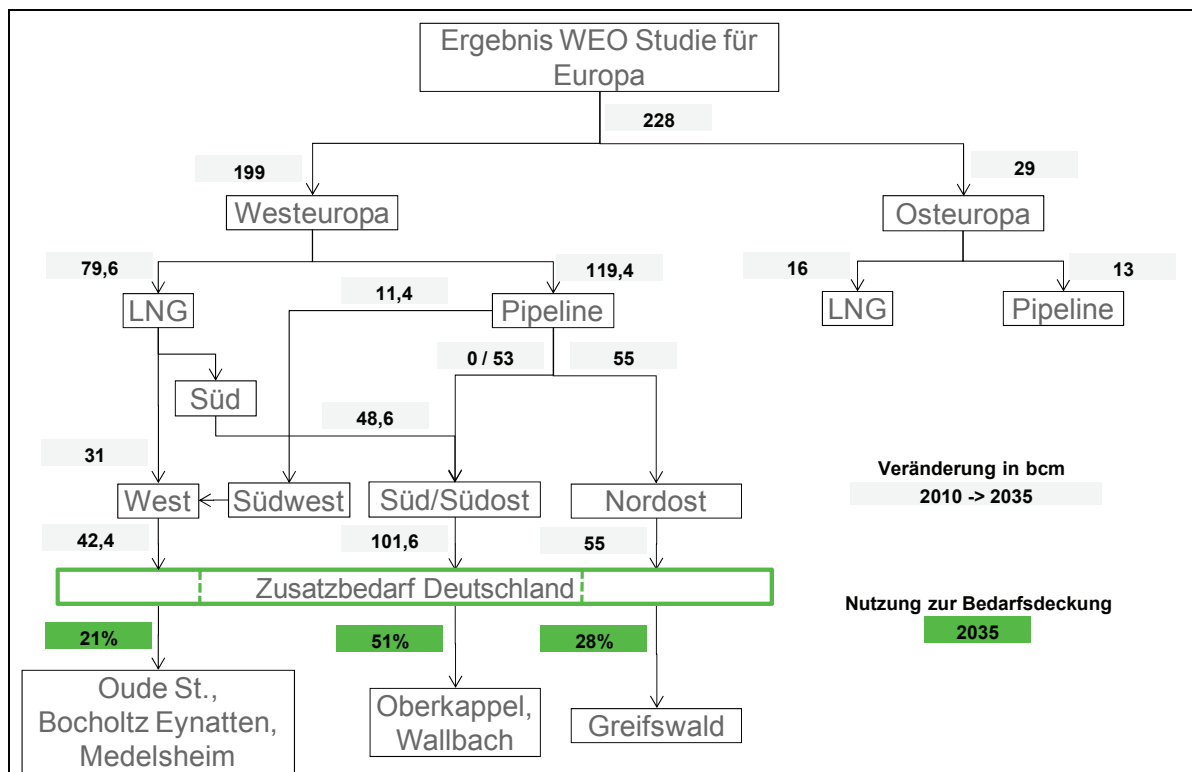 Ergebnis WEO Studie für
Europa
228
199
29
Westeuropa
Osteuropa
79,6
119,4
16
13
11,4
LNG
Pipeline
LNG
Pipeline
0 / 53
55
Süd
48,6
31
Veränderung in bcm
2010 -> 2035
West
Südwest
Süd/Südost
Nordost
42,4
101,6
55
Zusatzbedarf Deutschland
Nutzung zur Bedarfsdeckung
2035
21%
51%
28%
Oude St.,
Bocholtz Eynatten,
Medelsheim
Oberkappel,
Wallbach
Greifswald